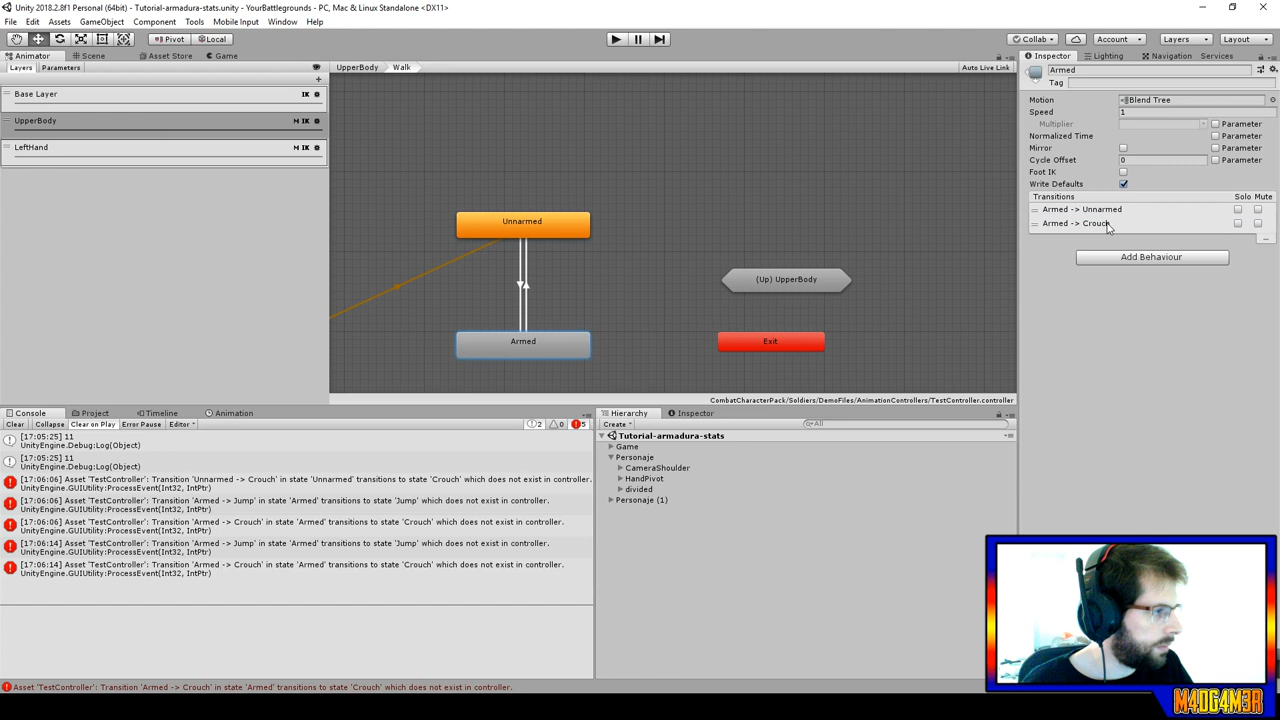 Unity 2018.2.8f1 Personal (64bit) - Tutorial-armadura-stats.unity - YourBattlegrounds - PC, Mac & Linux Standalone <DX11>
File Edit Assets GameObject Component Tools Mobile Input Window Help
Pivot Local Collab Account Layers Layout
Animator Scene Asset Store Game Inspector Lighting Navigation Services
Layers Parameters UpperBody Walk Auto Live Link
Armed
Tag
Base Layer IK
UpperBody M IK
LeftHand M IK
Motion Blend Tree
Speed 1
Multiplier Parameter
Normalized Time Parameter
Mirror Parameter
Cycle Offset 0 Parameter
Foot IK
Write Defaults
Transitions Solo Mute
Armed -> Unnarmed
Armed -> Crouch
Add Behaviour
Unnarmed
(Up) UpperBody
Armed
Exit
CombatCharacterPack/Soldiers/DemoFiles/AnimationControllers/TestController.controller
Console Project Timeline Animation
Clear Collapse Clear on Play Error Pause Editor 2 0 5
[17:05:25] 11
UnityEngine.Debug:Log(Object)
[17:05:25] 11
UnityEngine.Debug:Log(Object)
[17:06:06] Asset 'TestController': Transition 'Unnarmed -> Crouch' in state 'Unnarmed' transitions to state 'Crouch' which does not exist in controller.
UnityEngine.GUIUtility:ProcessEvent(Int32, IntPtr)
[17:06:06] Asset 'TestController': Transition 'Armed -> Jump' in state 'Armed' transitions to state 'Jump' which does not exist in controller.
UnityEngine.GUIUtility:ProcessEvent(Int32, IntPtr)
[17:06:06] Asset 'TestController': Transition 'Armed -> Crouch' in state 'Armed' transitions to state 'Crouch' which does not exist in controller.
UnityEngine.GUIUtility:ProcessEvent(Int32, IntPtr)
[17:06:14] Asset 'TestController': Transition 'Armed -> Jump' in state 'Armed' transitions to state 'Jump' which does not exist in controller.
UnityEngine.GUIUtility:ProcessEvent(Int32, IntPtr)
[17:06:14] Asset 'TestController': Transition 'Armed -> Crouch' in state 'Armed' transitions to state 'Crouch' which does not exist in controller.
UnityEngine.GUIUtility:ProcessEvent(Int32, IntPtr)
Hierarchy Inspector
Create All
Tutorial-armadura-stats
Game
Personaje
CameraShoulder
HandPivot
divided
Personaje (1)
Asset 'TestController': Transition 'Armed -> Crouch' in state 'Armed' transitions to state 'Crouch' which does not exist in controller.
M40G4M3R